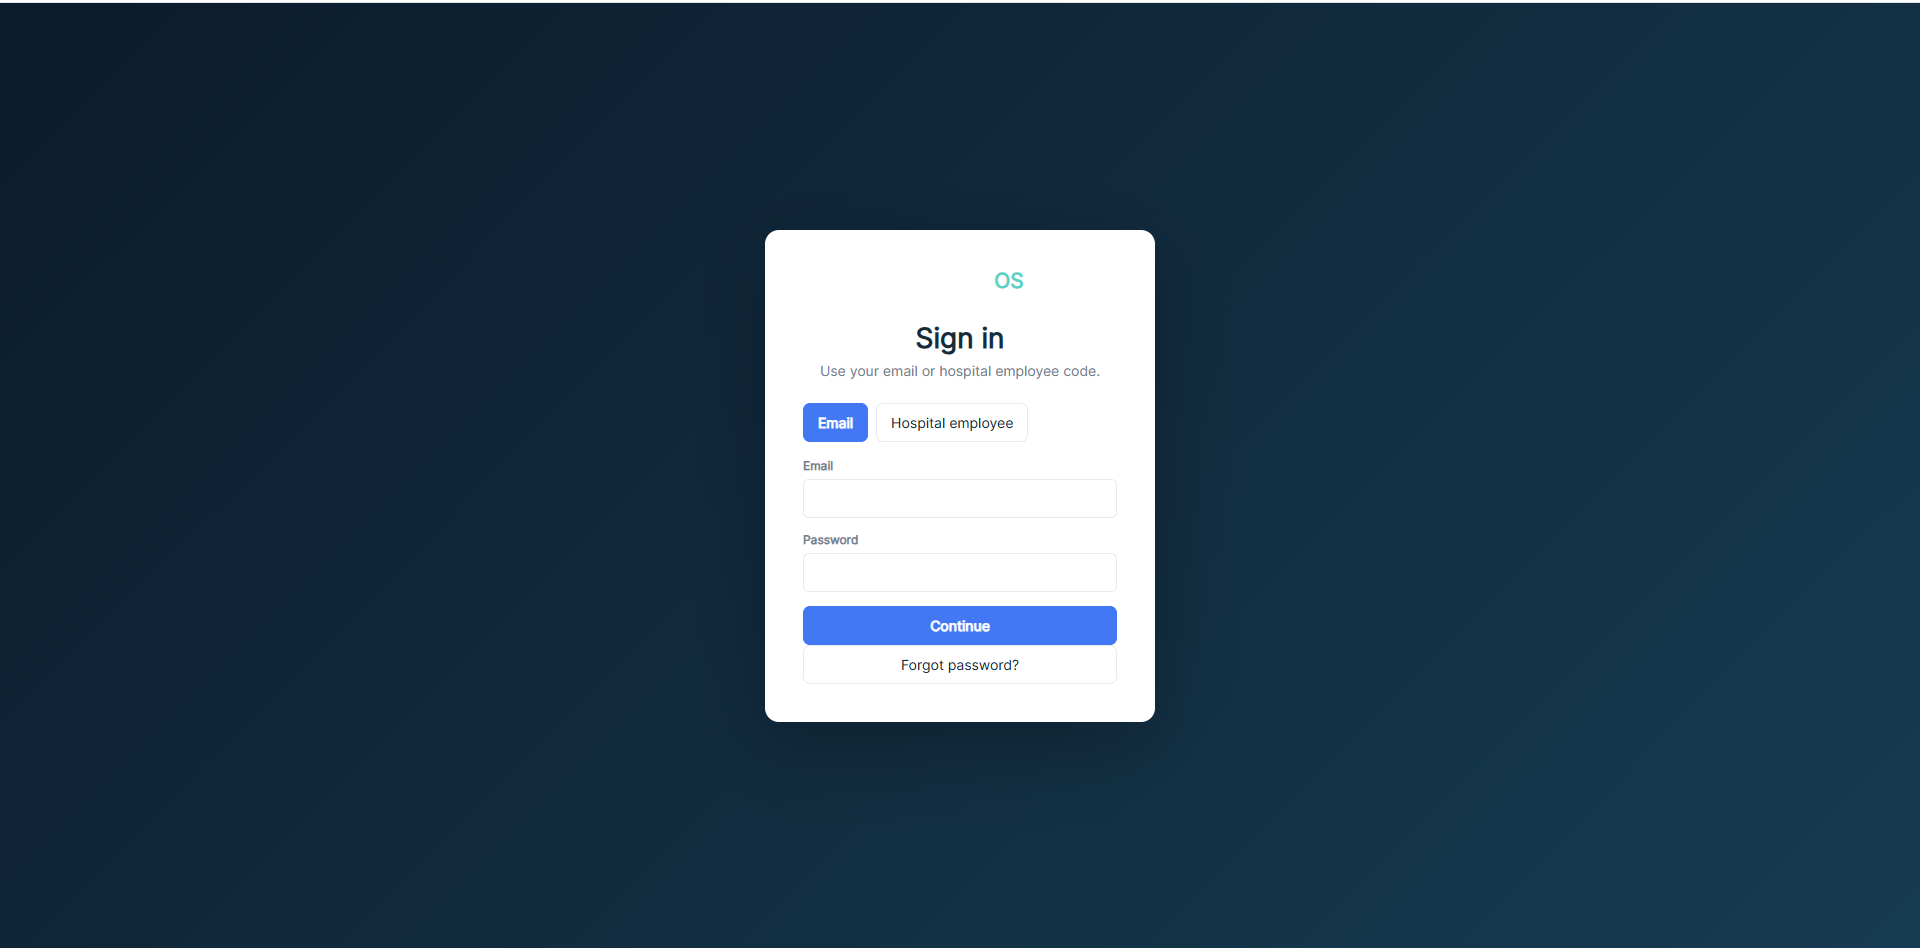 OS
Sign in
Use your email or hospital employee code.
Email
Hospital employee
Email
Password
Continue
Forgot password?